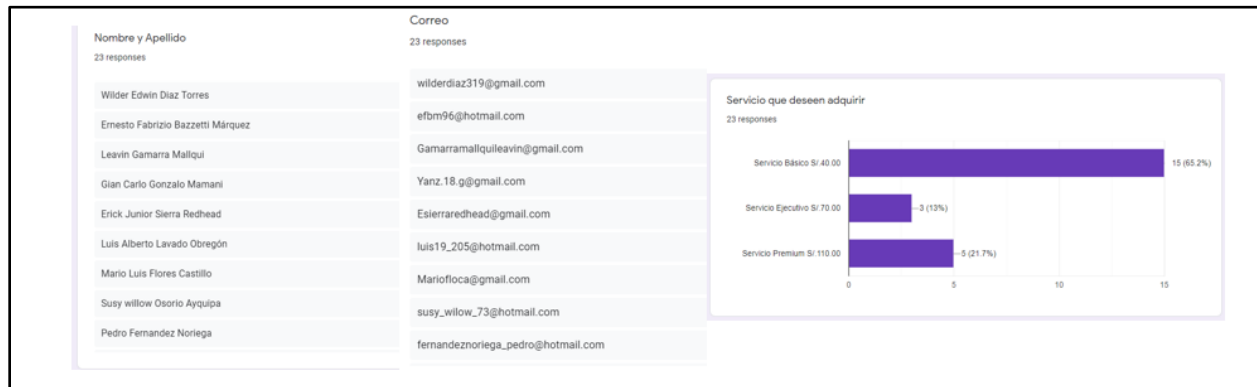 Nombre y Apellido
23 responses
Wilder Edwin Diaz Torres
Ernesto Fabrizio Bazzetti Márquez
Leavin Gamarra Mallqui
Gian Carlo Gonzalo Mamani
Erick Junior Sierra Redhead
Luis Alberto Lavado Obregón
Mario Luis Flores Castillo
Susy willow Osorio Ayquipa
Pedro Fernandez Noriega
Correo
23 responses
wilderdiaz319@gmail.com
efbm96@hotmail.com
Gamarramallquileavin@gmail.com
Yanz.18.g@gmail.com
Esierraredhead@gmail.com
luis19_205@hotmail.com
Mariofloca@gmail.com
susy_wilow_73@hotmail.com
fernandeznoriega_pedro@hotmail.com
Servicio que deseen adquirir
23 responses
Servicio Básico S/.40.00
15 (65.2%)
Servicio Ejecutivo S/.70.00
3 (13%)
Servicio Premium S/.110.00
5 (21.7%)
0 5 10 15